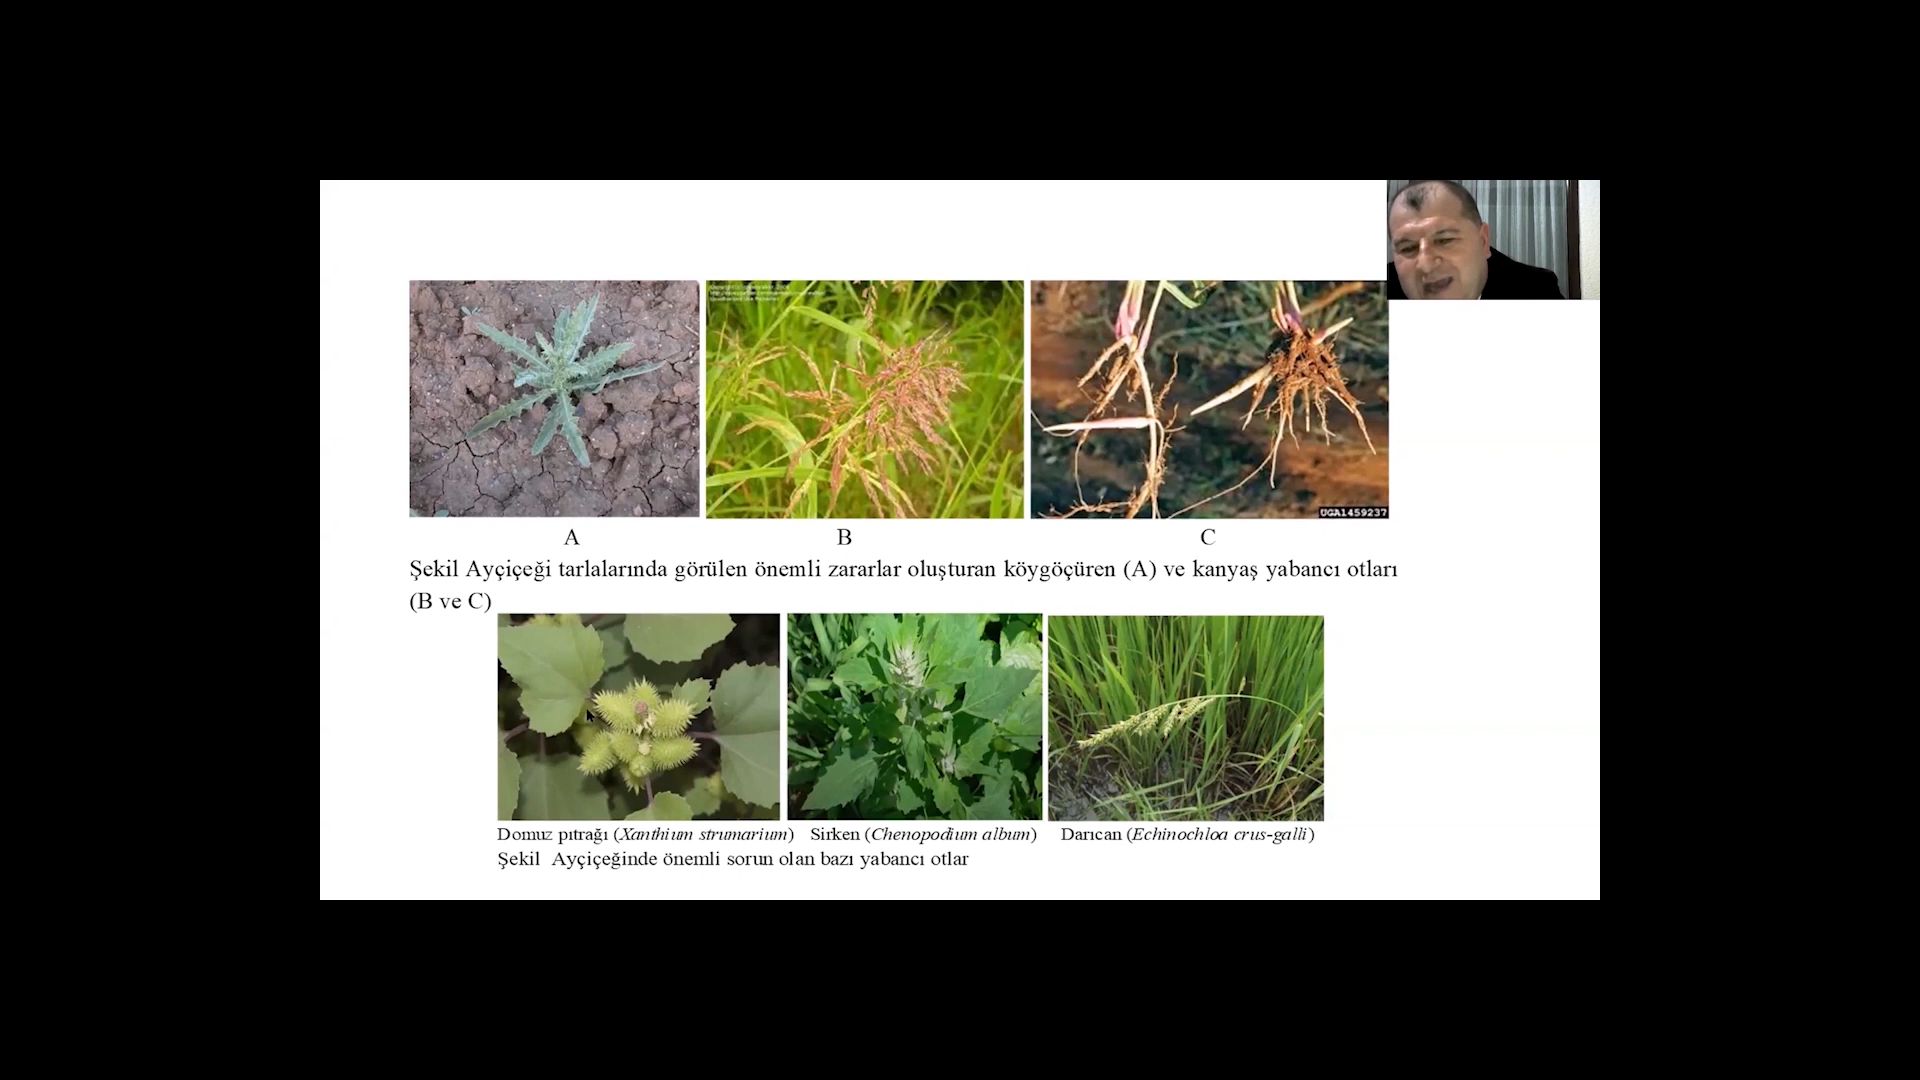 UGA1459237
A B C
Şekil Ayçiçeği tarlalarında görülen önemli zararlar oluşturan köygöçüren (A) ve kanyaş yabancı otları
(B ve C)
Domuz pıtrağı (Xanthium strumarium) Sirken (Chenopodium album) Darıcan (Echinochloa crus-galli)
Şekil Ayçiçeğinde önemli sorun olan bazı yabancı otlar